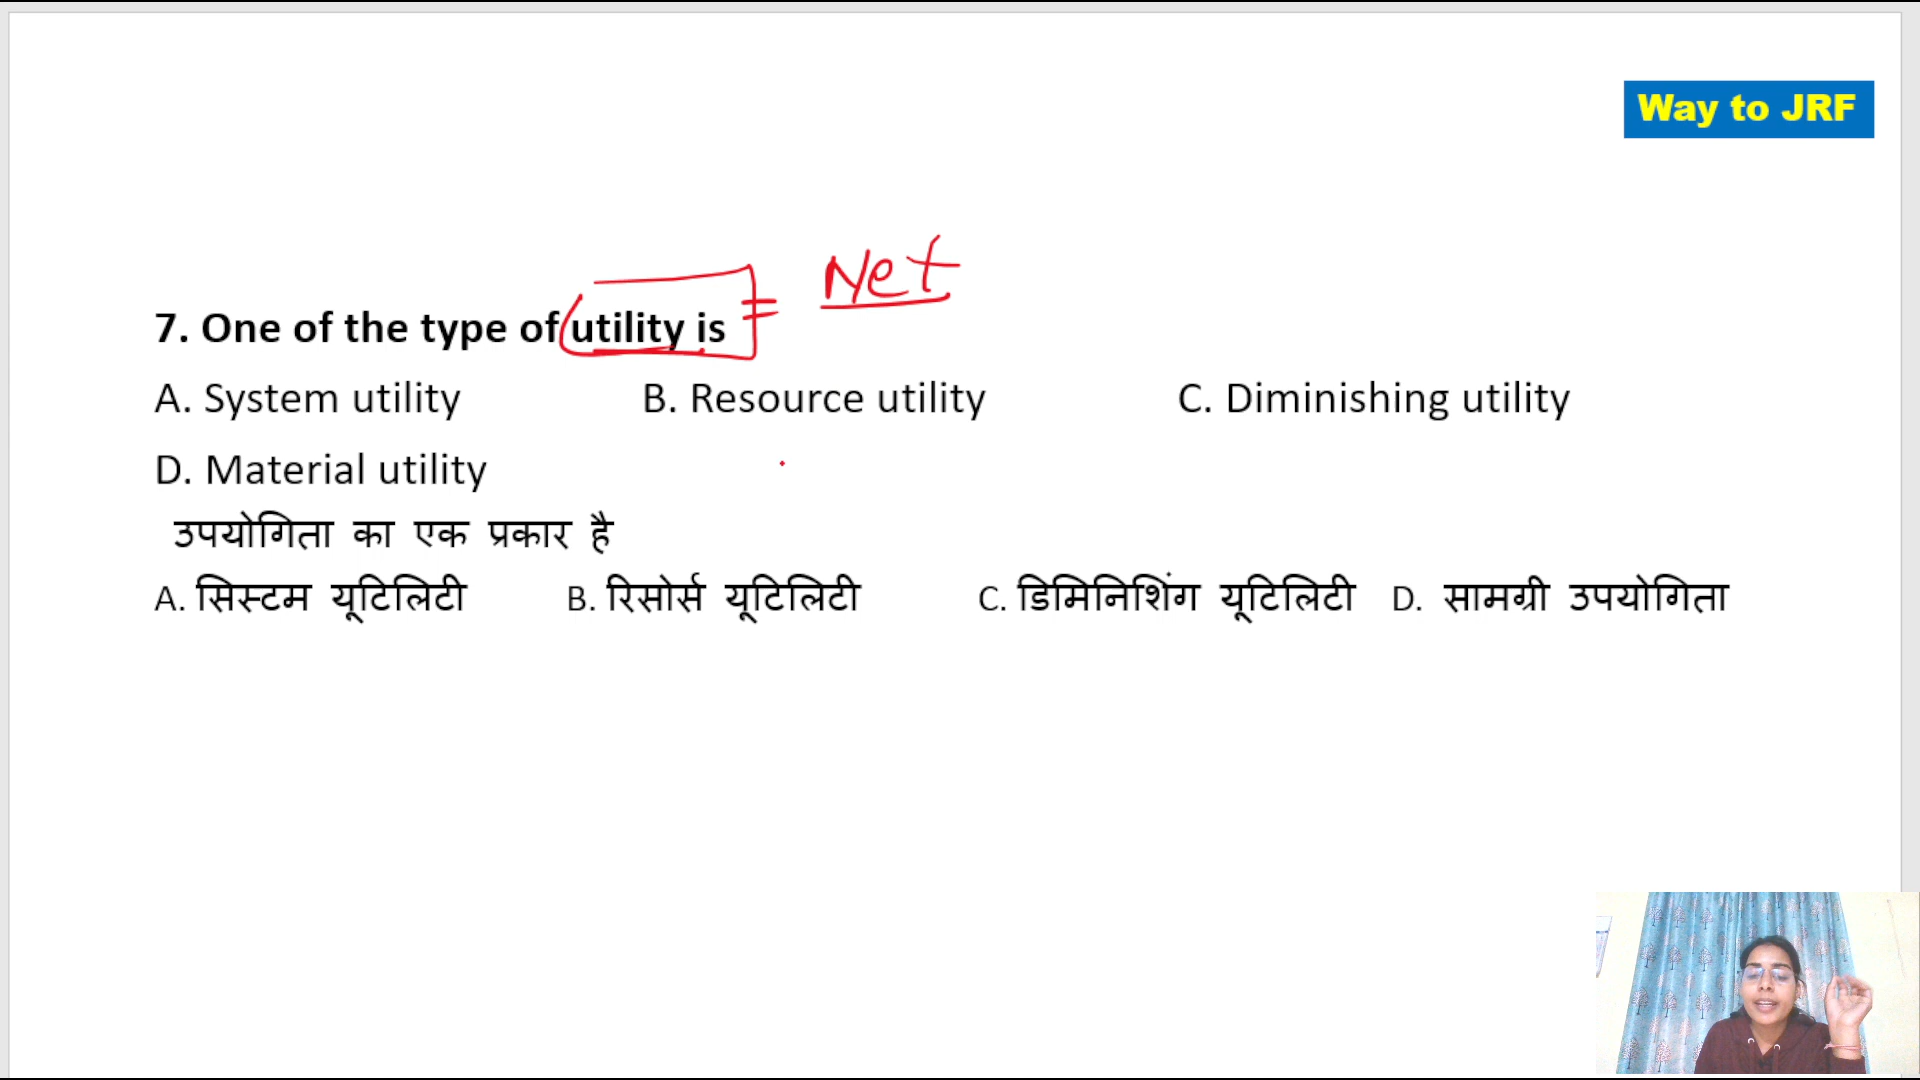 Way to JRF
Net
7. One of the type of utility is =
A. System utility B. Resource utility C. Diminishing utility
D. Material utility
उपयोगिता का एक प्रकार है
A. सिस्टम यूटिलिटी B. रिसोर्स यूटिलिटी C. डिमिनिशिंग यूटिलिटी D. सामग्री उपयोगिता